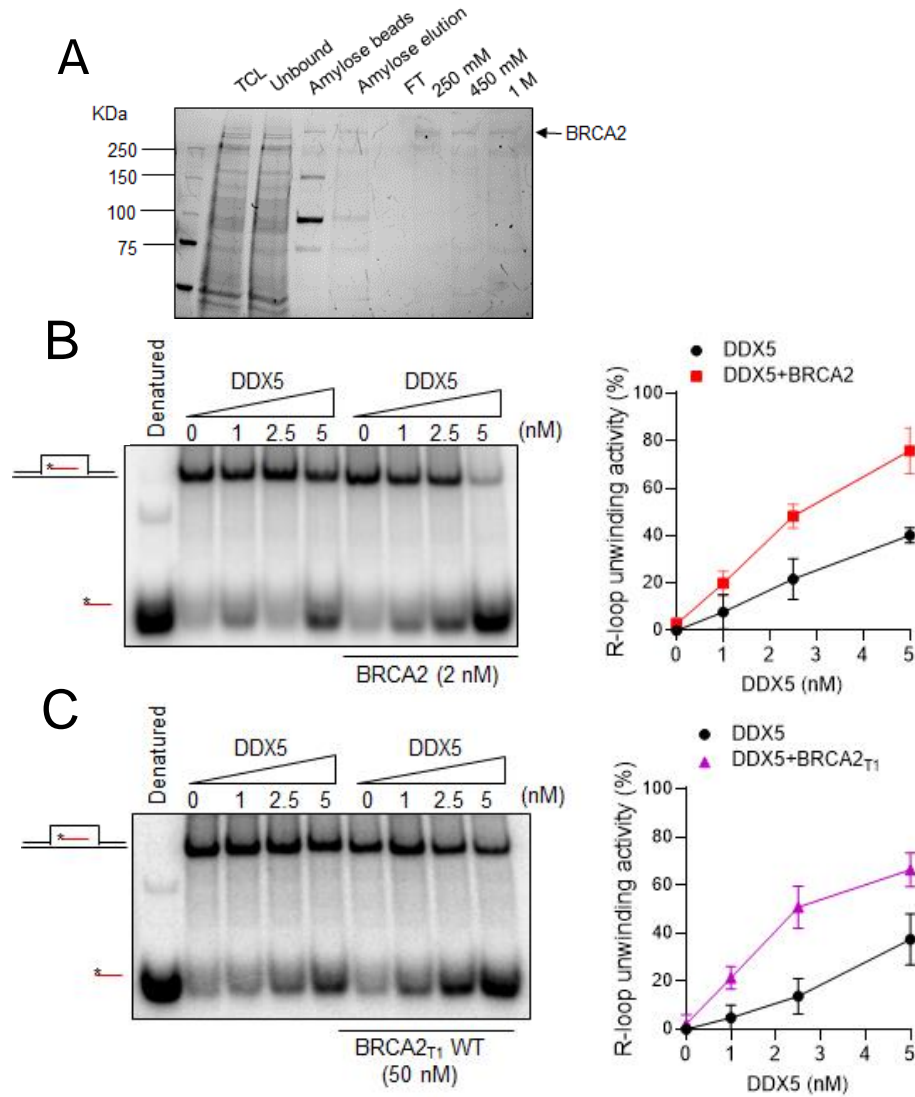 A
TCL
Unbound
Amylose beads
Amylose elution
FT
250 mM
450 mM
1 M
KDa
250
150
100
75
BRCA2
B
Denatured
DDX5
DDX5
0 1 2.5 5 0 1 2.5 5 (nM)
*
*
BRCA2 (2 nM)
DDX5
DDX5+BRCA2
R-loop unwinding activity (%)
100
80
60
40
20
0
0 1 2 3 4 5
DDX5 (nM)
C
Denatured
DDX5
DDX5
0 1 2.5 5 0 1 2.5 5 (nM)
*
*
BRCA2T1 WT
(50 nM)
DDX5
DDX5+BRCA2T1
R-loop unwinding activity (%)
100
80
60
40
20
0
0 1 2 3 4 5
DDX5 (nM)